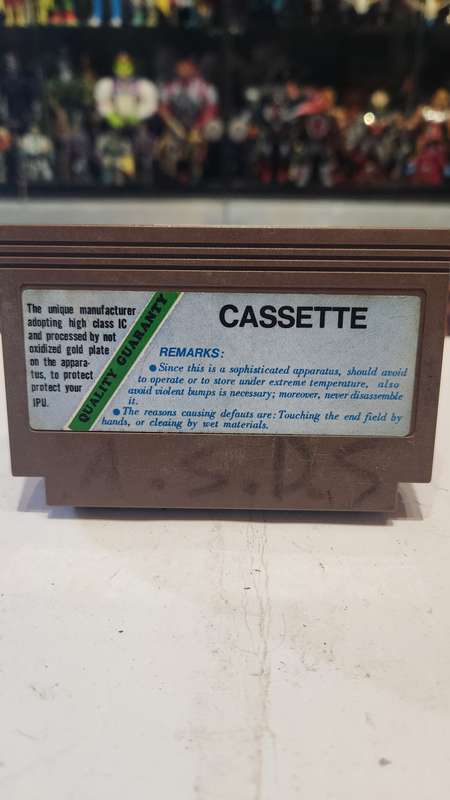 The unique manufacturer
adopting high class IC
and processed by not
oxidized gold plate
on the appara-
tus, to protect
protect your
IPU.
QUALITY GUARANTY
CASSETTE
REMARKS:
● Since this is a sophisticated apparatus, should avoid
to operate or to store under extreme temperature, also
avoid violent bumps is necessary; moreover, never disassemble
it.
● The reasons causing defauts are: Touching the end field by
hands, or cleaing by wet materials.
A.S.D.S